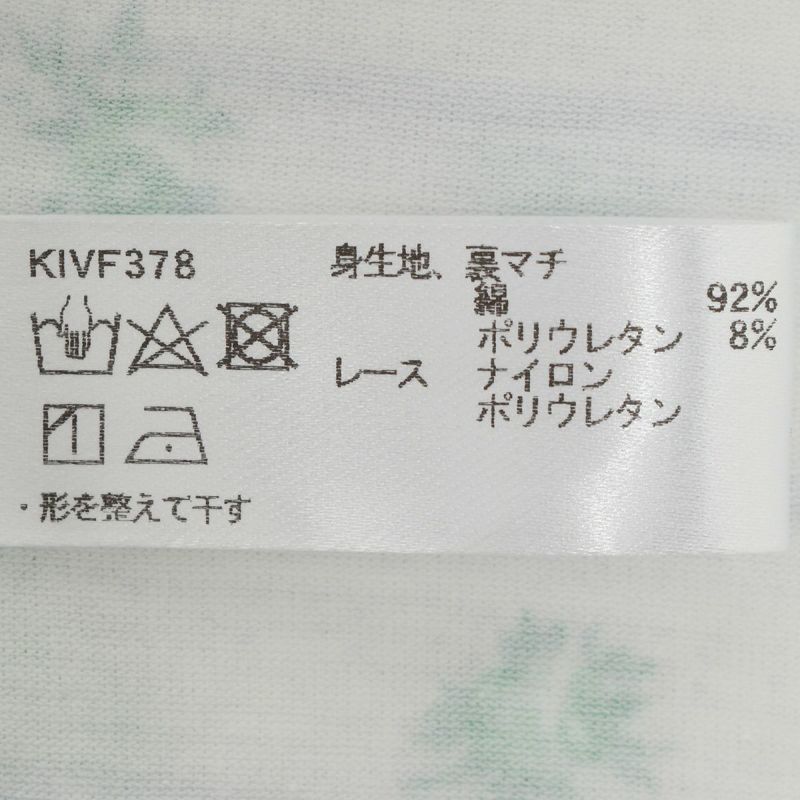 KIVF378
身生地、裏マチ
綿 92%
ポリウレタン 8%
レース ナイロン
ポリウレタン
・形を整えて干す